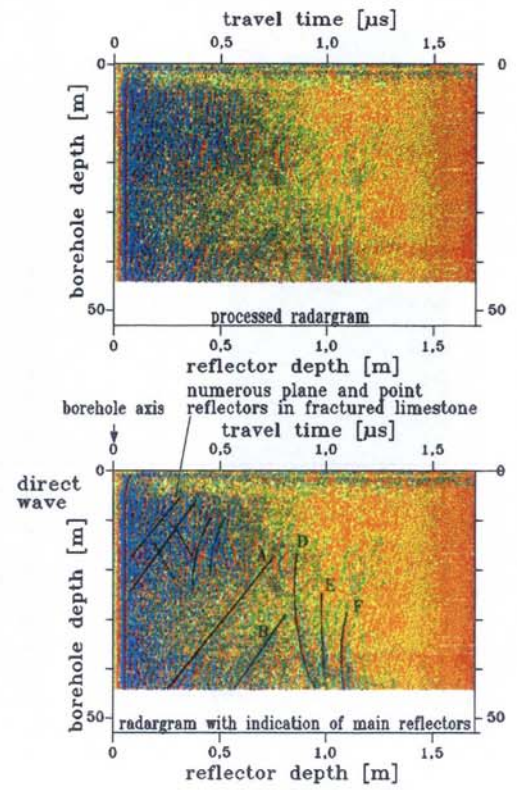 travel time [µs]
0 0,5 1,0 1,5
0 0
borehole depth [m]
50 50
processed radargram
0 0,5 1,0 1,5
reflector depth [m]
numerous plane and point
borehole axis reflectors in fractured limestone
travel time [µs]
0 0,5 1,0 1,5
direct
wave
0 0
A D
E
F
B
borehole depth [m]
50 50
radargram with indication of main reflectors
0 0,5 1,0 1,5
reflector depth [m]